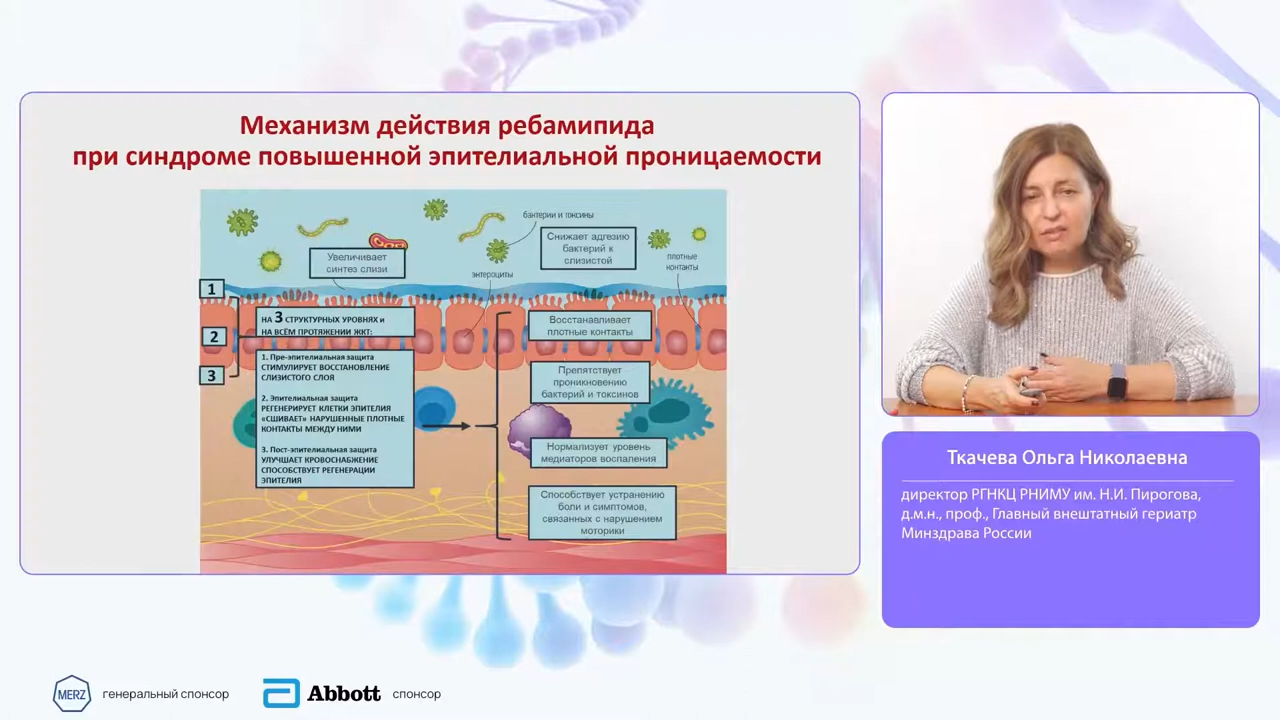 Механизм действия ребамипида
при синдроме повышенной эпителиальной проницаемости
бактерии и токсины
Увеличивает
синтез слизи
Снижает адгезию
бактерий к
слизистой
энтероциты
плотные
контакты
1
2
3
НА 3 СТРУКТУРНЫХ УРОВНЯХ и
НА ВСЁМ ПРОТЯЖЕНИИ ЖКТ:
1. Пре-эпителиальная защита
СТИМУЛИРУЕТ ВОССТАНОВЛЕНИЕ
СЛИЗИСТОГО СЛОЯ
2. Эпителиальная защита
РЕГЕНЕРИРУЕТ КЛЕТКИ ЭПИТЕЛИЯ
«СШИВАЕТ» НАРУШЕННЫЕ ПЛОТНЫЕ
КОНТАКТЫ МЕЖДУ НИМИ
3. Пост-эпителиальная защита
УЛУЧШАЕТ КРОВОСНАБЖЕНИЕ
СПОСОБСТВУЕТ РЕГЕНЕРАЦИИ
ЭПИТЕЛИЯ
Восстанавливает
плотные контакты
Препятствует
проникновению
бактерий и токсинов
Нормализует уровень
медиаторов воспаления
Способствует устранению
боли и симптомов,
связанных с нарушением
моторики
Ткачева Ольга Николаевна
директор РГНКЦ РНИМУ им. Н.И. Пирогова,
д.м.н., проф., Главный внештатный гериатр
Минздрава России
MERZ генеральный спонсор
Abbott спонсор